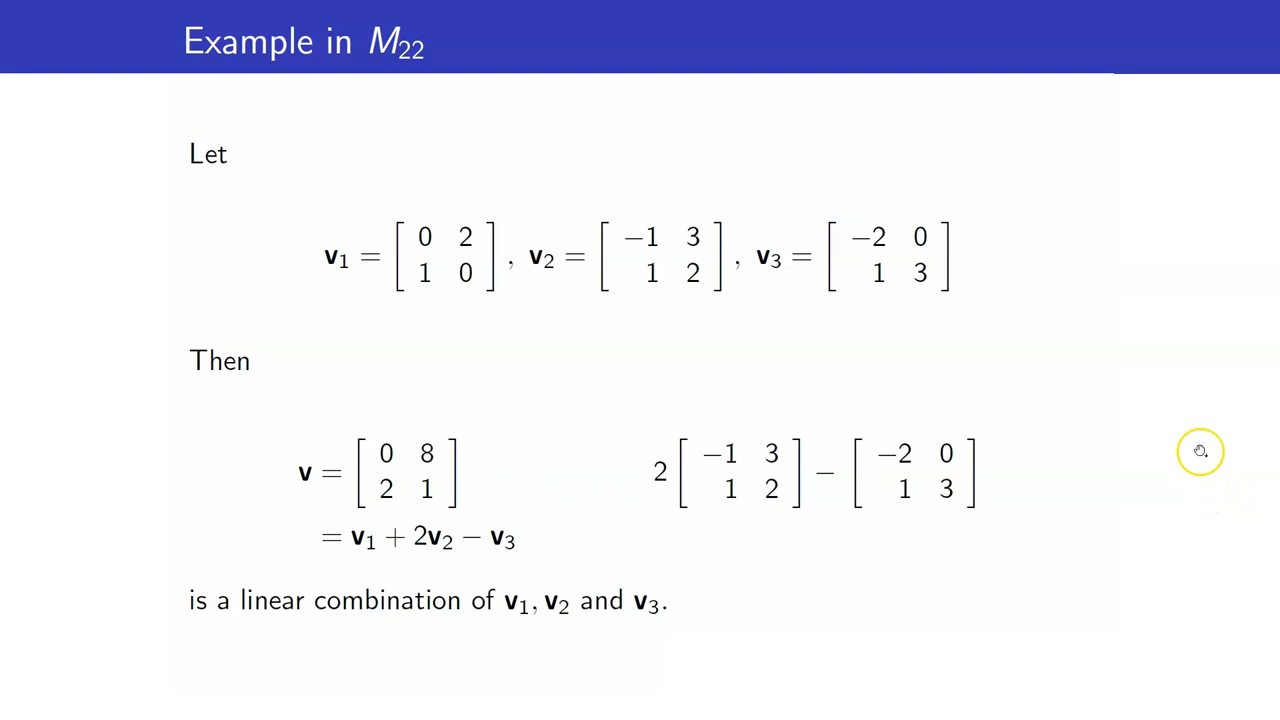 Example in M₂₂
Let
v₁ = [ 0 2 ; 1 0 ], v₂ = [ −1 3 ; 1 2 ], v₃ = [ −2 0 ; 1 3 ]
Then
v = [ 0 8 ; 2 1 ] 2 [ −1 3 ; 1 2 ] − [ −2 0 ; 1 3 ]
= v₁ + 2v₂ − v₃
is a linear combination of v₁, v₂ and v₃.